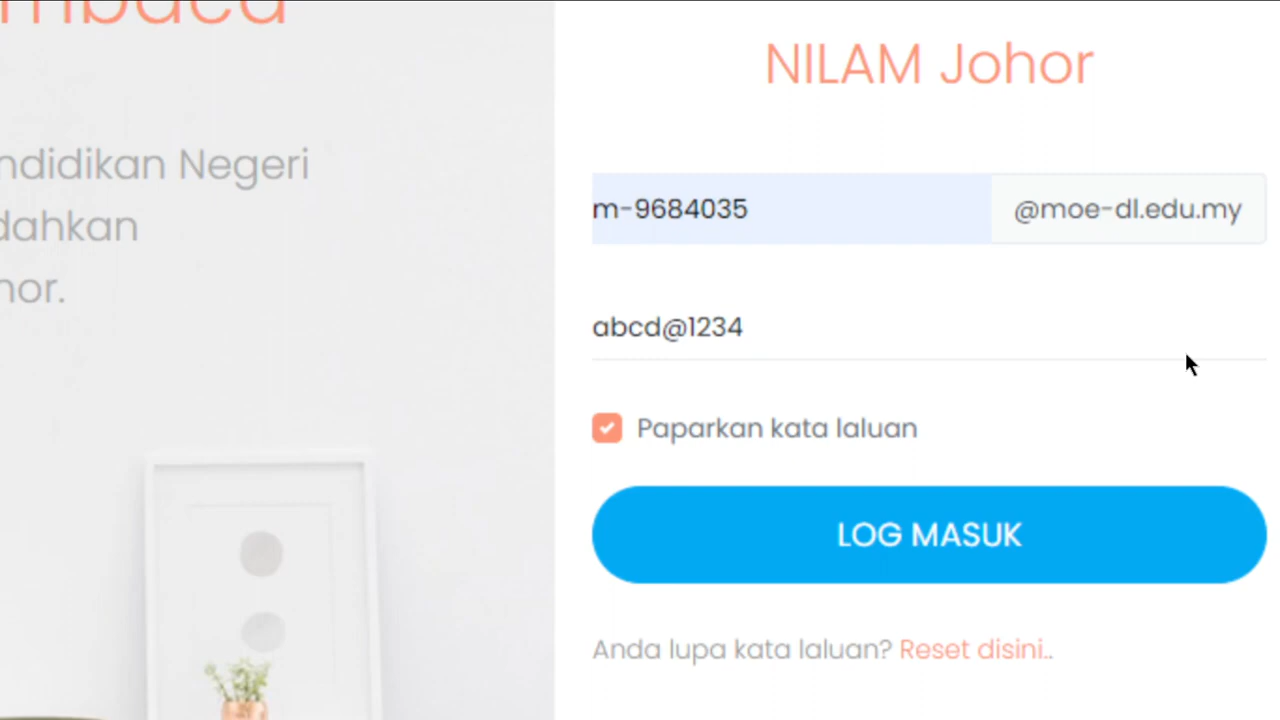 ndidikan Negeri
dahkan
hor.
NILAM Johor
m-9684035 @moe-dl.edu.my
abcd@1234
Paparkan kata laluan
LOG MASUK
Anda lupa kata laluan? Reset disini..